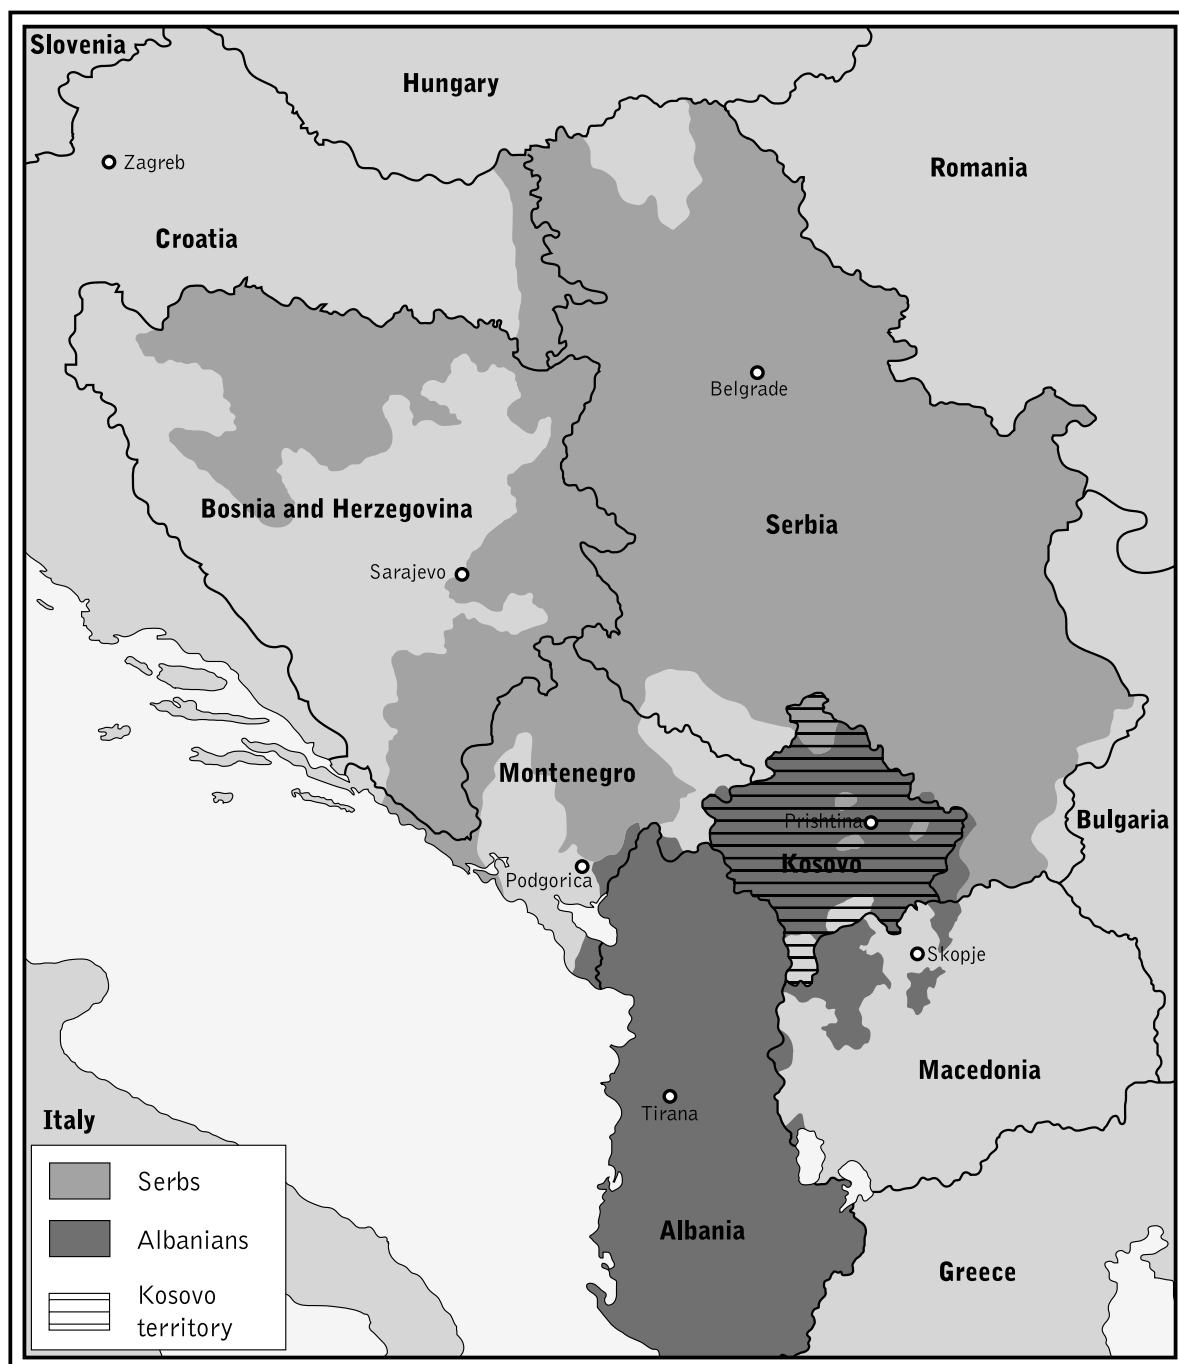 Slovenia
Hungary
Zagreb
Romania
Croatia
Belgrade
Bosnia and Herzegovina
Serbia
Sarajevo
Montenegro
Prishtina
Bulgaria
Kosovo
Podgorica
Skopje
Macedonia
Tirana
Italy
Serbs
Albanians
Kosovo
territory
Albania
Greece